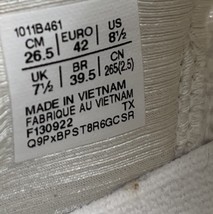 1011B461
CM EURO US
26.5 42 8½
UK BR CN
7½ 39.5 265(2.5)
MADE IN VIETNAM
FABRIQUE AU VIETNAM
F130922 TX
Q9PxBPST8R6GCSR